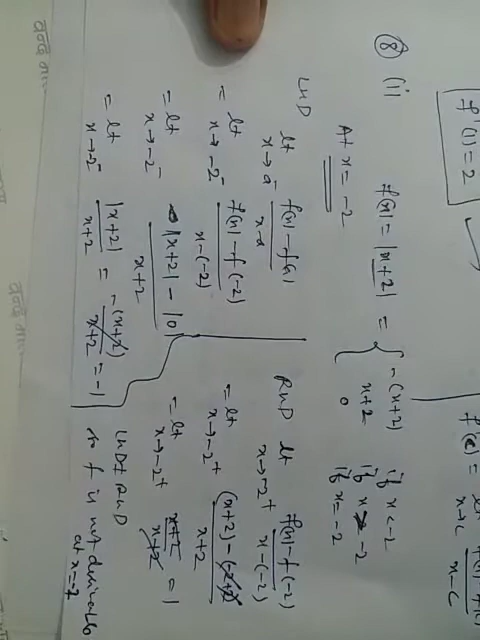 f'(1) = 2
f'(c) = lt x→c
x-c
⑧ (i) f(x) = |x+2| = { -(x+2) if x < -2
x+2 if x > -2
0 if x = -2
At x = -2
LHD lt x→a⁻ f(x) - f(a) / x-a
= lt x→-2⁻ f(x) - f(-2) / x-(-2)
= lt x→-2⁻ |x+2| - |0| / x+2
= lt x→-2⁻ |x+2| / x+2 = -(x+2) / x+2 = -1
RHD lt x→-2⁺ f(x) - f(-2) / x-(-2)
= lt x→-2⁺ (x+2) - (-2+2) / x+2
= lt x→-2⁺ x+2 / x+2 = 1
LHD ≠ RHD
so f is not
at x = -2